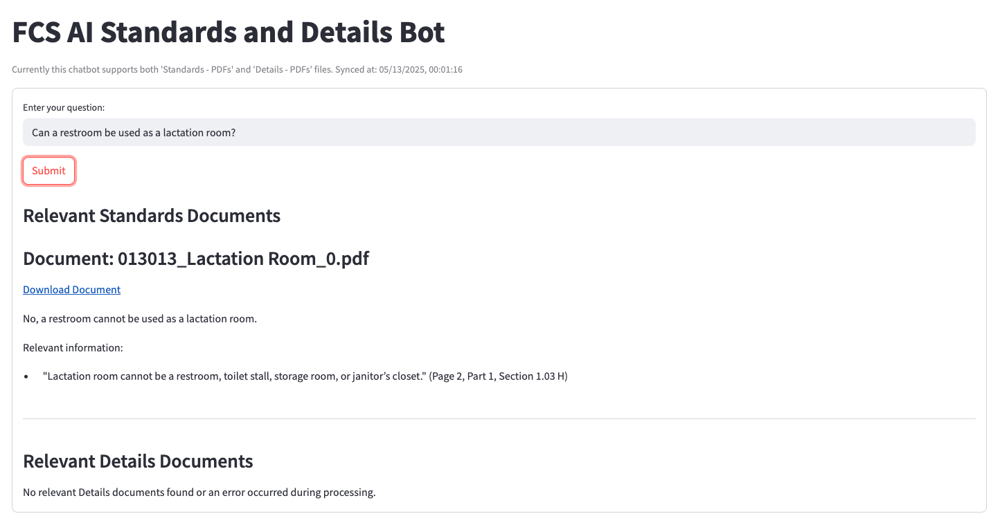 FCS AI Standards and Details Bot
Currently this chatbot supports both 'Standards - PDFs' and 'Details - PDFs' files. Synced at: 05/13/2025, 00:01:16
Enter your question:
Can a restroom be used as a lactation room?
Submit
Relevant Standards Documents
Document: 013013_Lactation Room_0.pdf
Download Document
No, a restroom cannot be used as a lactation room.
Relevant information:
• "Lactation room cannot be a restroom, toilet stall, storage room, or janitor’s closet." (Page 2, Part 1, Section 1.03 H)
Relevant Details Documents
No relevant Details documents found or an error occurred during processing.